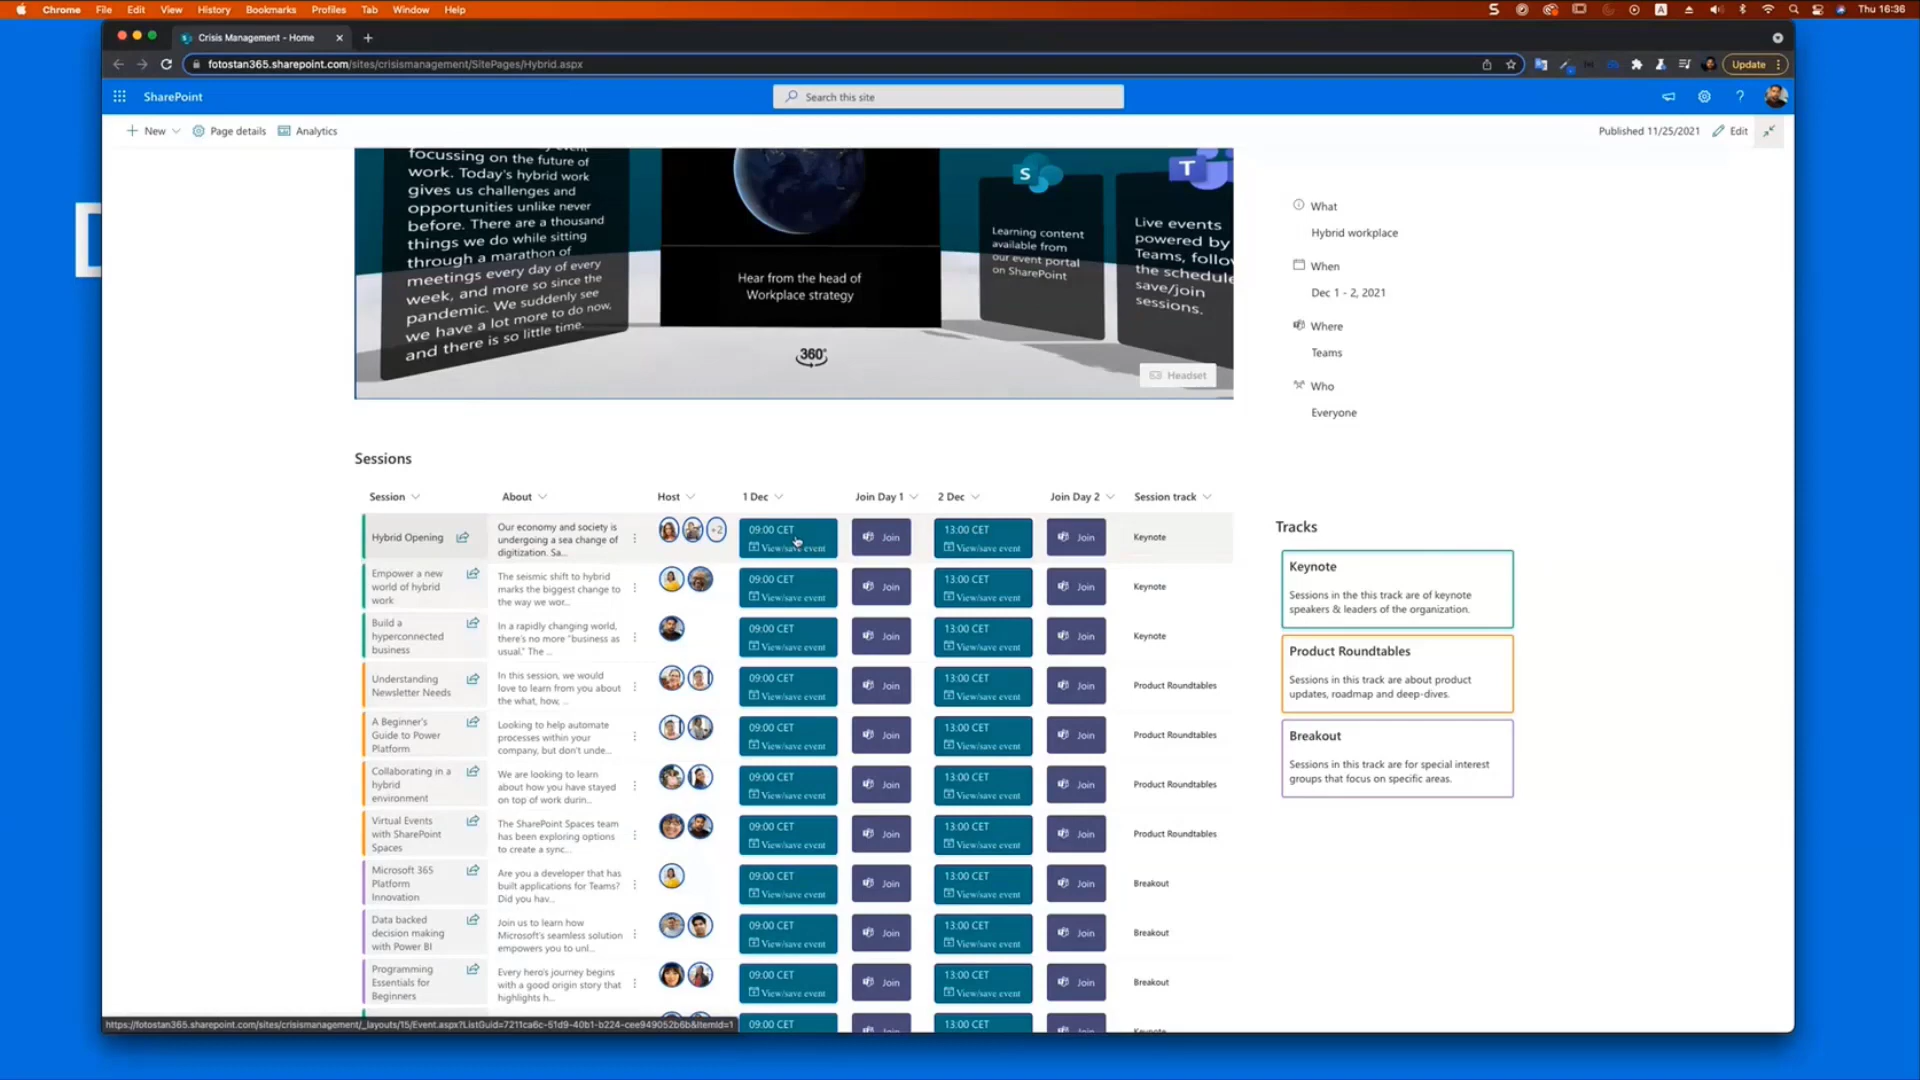 Chrome File Edit View History Bookmarks Profiles Tab Window Help
Thu 16:36
Crisis Management - Home
fotostan365.sharepoint.com/sites/crisismanagement/SitePages/Hybrid.aspx
Update
SharePoint
Search this site
New Page details Analytics
Published 11/25/2021 Edit
focussing on the future of
work. Today's hybrid work
gives us challenges and
opportunities unlike never
before. There are a thousand
things we do while sitting
through a marathon of
meetings every day of every
week, and more so since the
pandemic. We suddenly see
we have a lot more to do now,
and there is so little time.
Hear from the head of
Workplace strategy
360°
S
Learning content
available from
our event portal
on SharePoint
T
Live events
powered by
Teams, follo
the schedule
save/join
sessions.
Headset
What
Hybrid workplace
When
Dec 1 - 2, 2021
Where
Teams
Who
Everyone
Sessions
Session About Host 1 Dec Join Day 1 2 Dec Join Day 2 Session track
Hybrid Opening
Our economy and society is
undergoing a sea change of
digitization. Sa...
+2
09:00 CET
View/save event
Join
13:00 CET
View/save event
Join
Keynote
Empower a new
world of hybrid
work
The seismic shift to hybrid
marks the biggest change to
the way we wor...
09:00 CET
View/save event
Join
13:00 CET
View/save event
Join
Keynote
Build a
hyperconnected
business
In a rapidly changing world,
there's no more "business as
usual." The ...
09:00 CET
View/save event
Join
13:00 CET
View/save event
Join
Keynote
Understanding
Newsletter Needs
In this session, we would
love to learn from you about
the what, how, ...
09:00 CET
View/save event
Join
13:00 CET
View/save event
Join
Product Roundtables
A Beginner's
Guide to Power
Platform
Looking to help automate
processes within your
company, but don't unde...
09:00 CET
View/save event
Join
13:00 CET
View/save event
Join
Product Roundtables
Collaborating in a
hybrid
environment
We are looking to learn
about how you have stayed
on top of work durin...
09:00 CET
View/save event
Join
13:00 CET
View/save event
Join
Product Roundtables
Virtual Events
with SharePoint
Spaces
The SharePoint Spaces team
has been exploring options
to create a sync...
09:00 CET
View/save event
Join
13:00 CET
View/save event
Join
Product Roundtables
Microsoft 365
Platform
Innovation
Are you a developer that has
built applications for Teams?
Did you hav...
09:00 CET
View/save event
Join
13:00 CET
View/save event
Join
Breakout
Data backed
decision making
with Power BI
Join us to learn how
Microsoft's seamless solution
empowers you to unl...
09:00 CET
View/save event
Join
13:00 CET
View/save event
Join
Breakout
Programming
Essentials for
Beginners
Every hero's journey begins
with a good origin story that
highlights h...
09:00 CET
View/save event
Join
13:00 CET
View/save event
Join
Breakout
09:00 CET
Join
13:00 CET
Join
Keynote
Tracks
Keynote
Sessions in the this track are of keynote
speakers & leaders of the organization.
Product Roundtables
Sessions in this track are about product
updates, roadmap and deep-dives.
Breakout
Sessions in this track are for special interest
groups that focus on specific areas.
https://fotostan365.sharepoint.com/sites/crisismanagement/_layouts/15/Event.aspx?ListGuid=7211ca6c-51d9-40b1-b224-cee949052b6b&ItemId=1